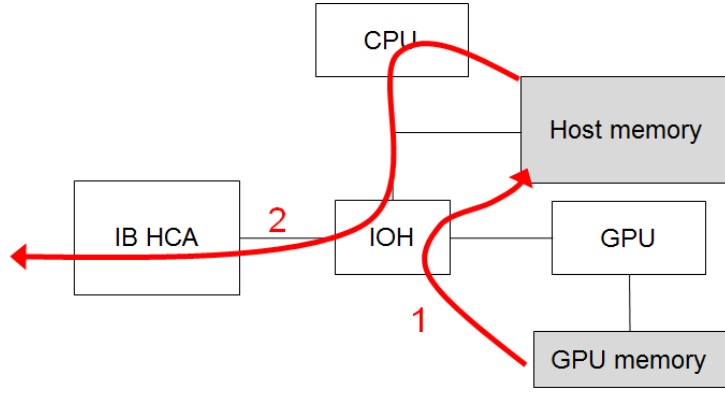 CPU
Host memory
2
IB HCA
IOH
GPU
1
GPU memory